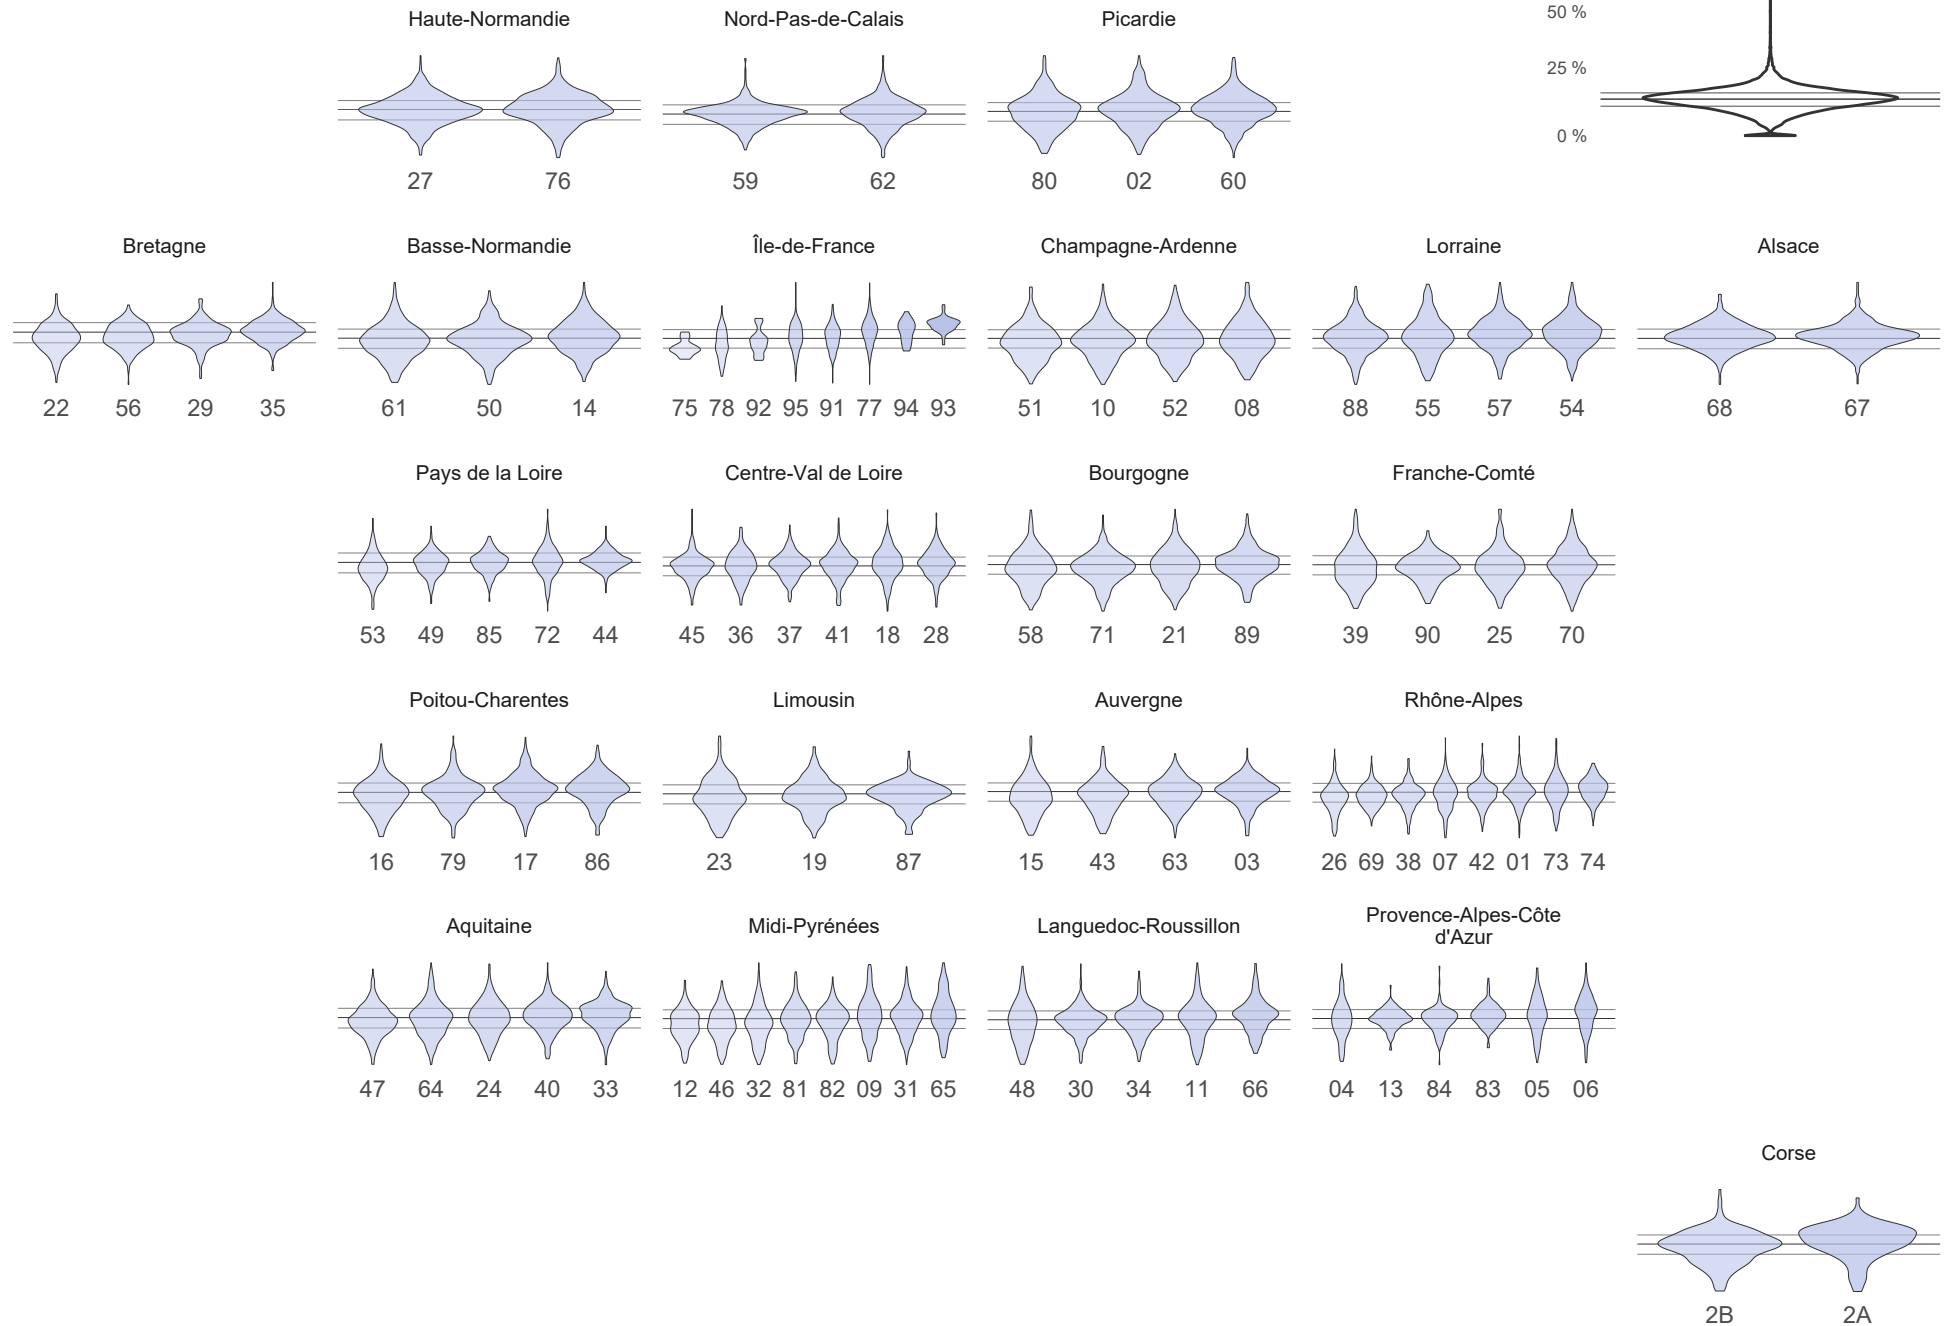 50 %
Haute-Normandie Nord-Pas-de-Calais Picardie
25 %
0 %
27 76 59 62 80 02 60
Bretagne Basse-Normandie Île-de-France Champagne-Ardenne Lorraine Alsace
22 56 29 35 61 50 14 75 78 92 95 91 77 94 93 51 10 52 08 88 55 57 54 68 67
Pays de la Loire Centre-Val de Loire Bourgogne Franche-Comté
53 49 85 72 44 45 36 37 41 18 28 58 71 21 89 39 90 25 70
Poitou-Charentes Limousin Auvergne Rhône-Alpes
16 79 17 86 23 19 87 15 43 63 03 26 69 38 07 42 01 73 74
Aquitaine Midi-Pyrénées Languedoc-Roussillon Provence-Alpes-Côte
d'Azur
47 64 24 40 33 12 46 32 81 82 09 31 65 48 30 34 11 66 04 13 84 83 05 06
Corse
2B 2A